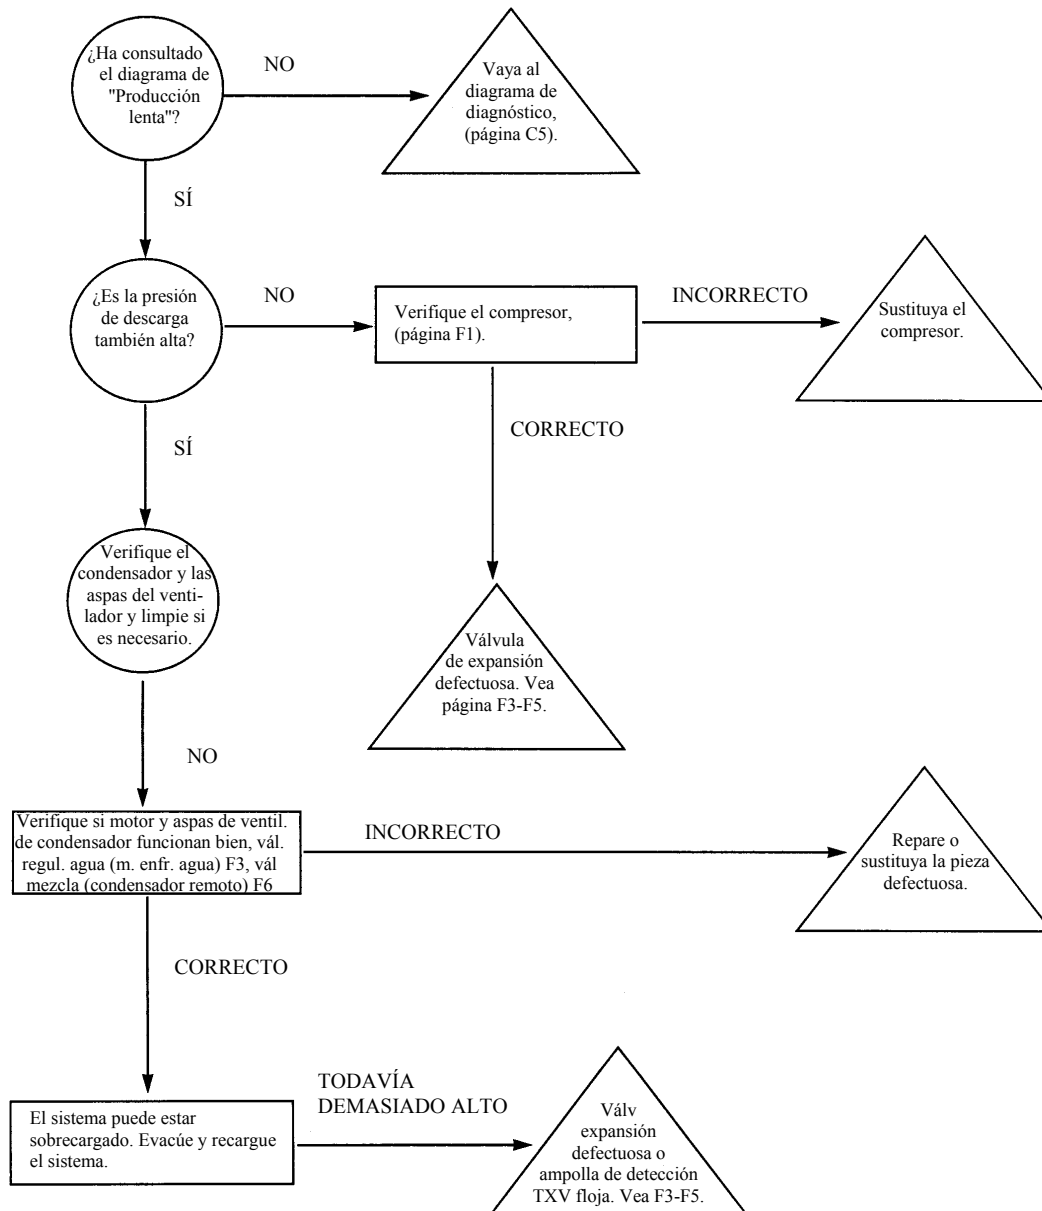 ¿Ha consultado
el diagrama de
"Producción
lenta"?
NO
Vaya al
diagrama de
diagnóstico,
(página C5).
SÍ
¿Es la presión
de descarga
también alta?
NO
Verifique el compresor,
(página F1).
INCORRECTO
Sustituya el
compresor.
CORRECTO
SÍ
Verifique el
condensador y las
aspas del venti-
lador y limpie si
es necesario.
Válvula
de expansión
defectuosa. Vea
página F3-F5.
NO
Verifique si motor y aspas de ventil.
de condensador funcionan bien, vál.
regul. agua (m. enfr. agua) F3, vál
mezcla (condensador remoto) F6
INCORRECTO
Repare o
sustituya la pieza
defectuosa.
CORRECTO
El sistema puede estar
sobrecargado. Evacúe y recargue
el sistema.
TODAVÍA
DEMASIADO ALTO
Válv
expansión
defectuosa o
ampolla de detección
TXV floja. Vea F3-F5.